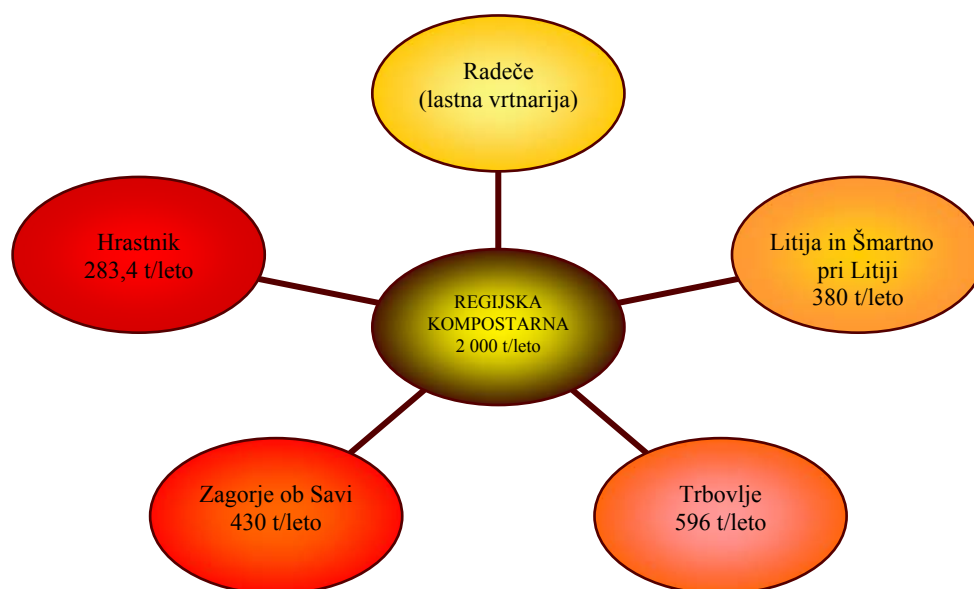 Radeče
(lastna vrtnarija)
Hrastnik
283,4 t/leto
Litija in Šmartno
pri Litiji
380 t/leto
REGIJSKA
KOMPOSTARNA
2 000 t/leto
Zagorje ob Savi
430 t/leto
Trbovlje
596 t/leto